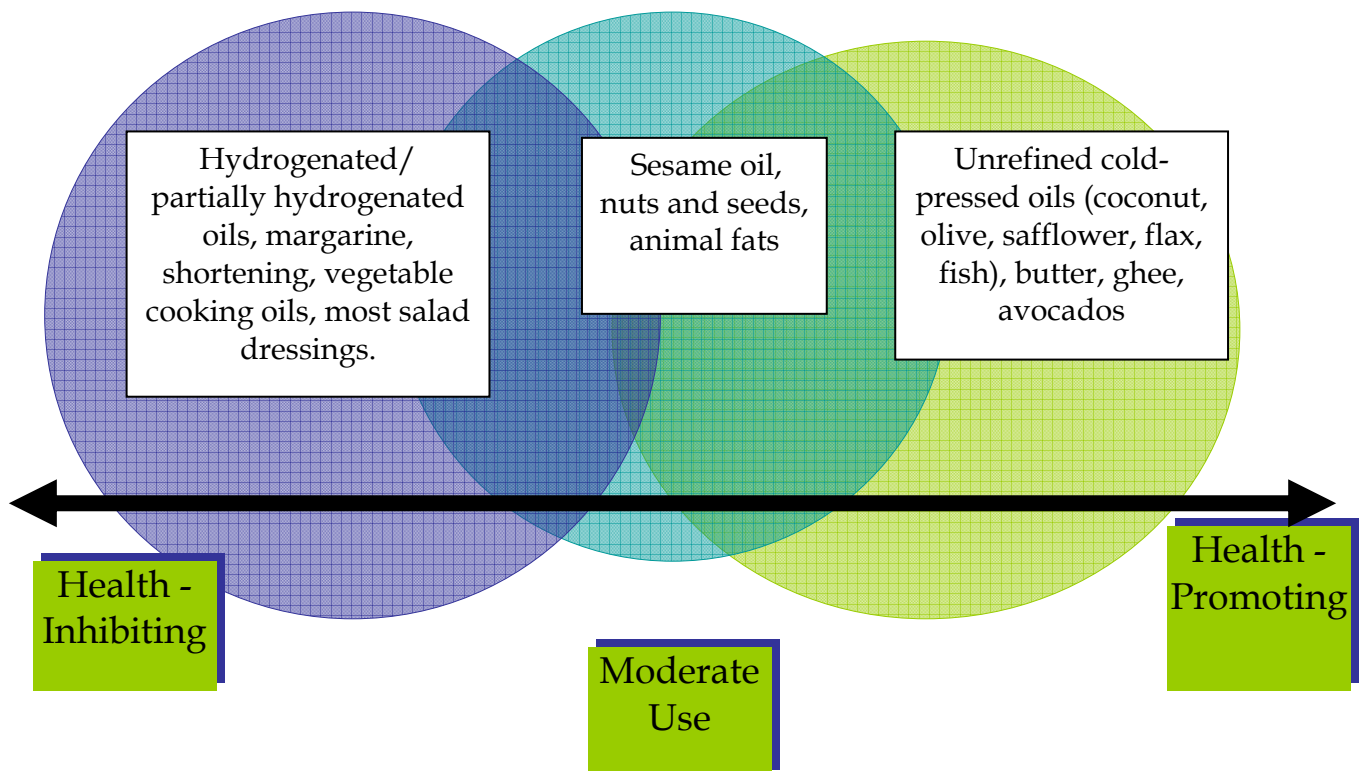 Hydrogenated/
partially hydrogenated
oils, margarine,
shortening, vegetable
cooking oils, most salad
dressings.
Sesame oil,
nuts and seeds,
animal fats
Unrefined cold-
pressed oils (coconut,
olive, safflower, flax,
fish), butter, ghee,
avocados
Health -
Inhibiting
Moderate
Use
Health -
Promoting